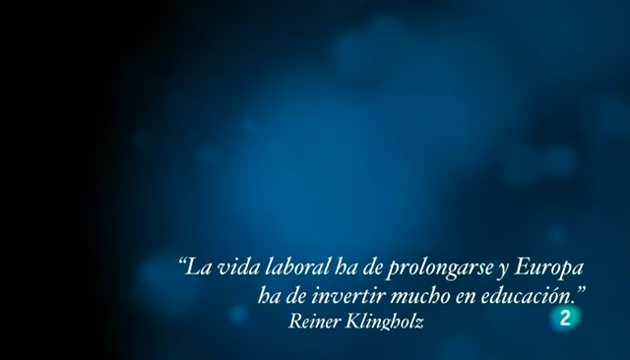 “La vida laboral ha de prolongarse y Europa
ha de invertir mucho en educación.”
Reiner Klingholz
2